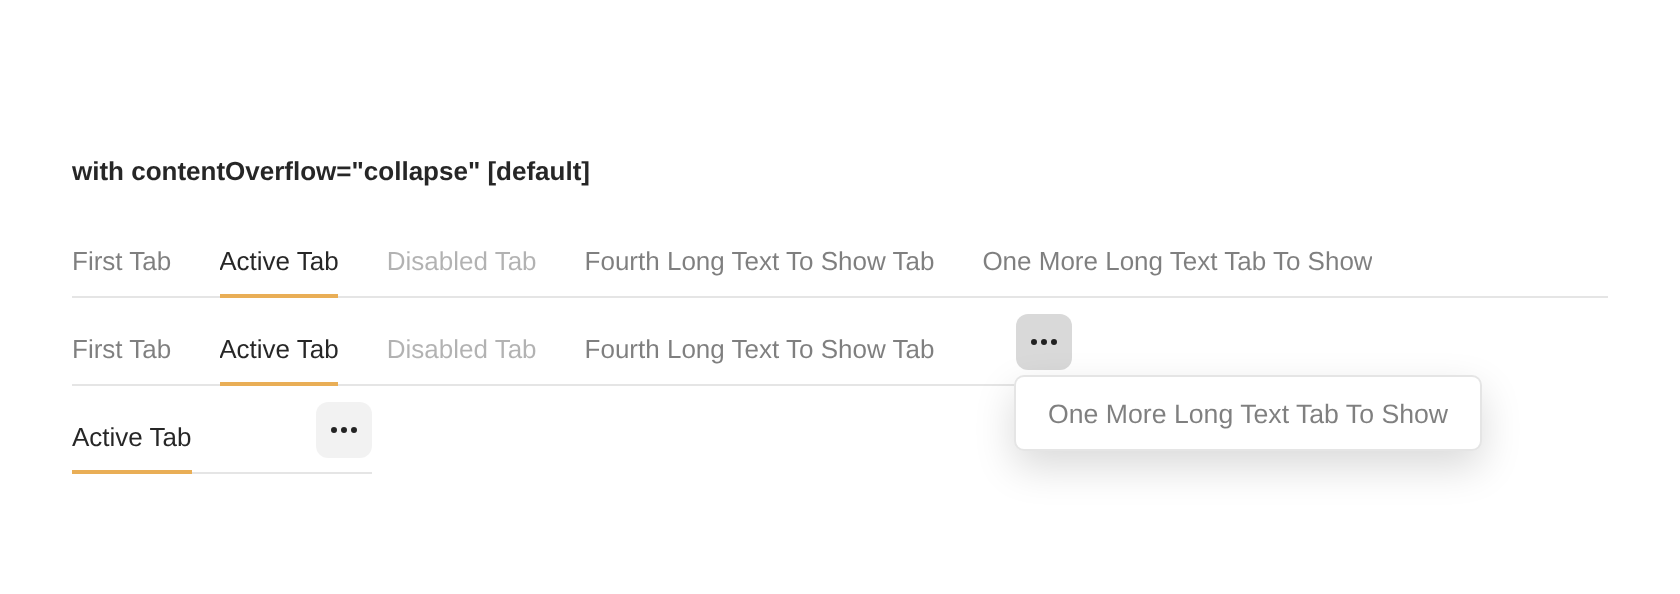 with contentOverflow="collapse" [default]
First Tab Active Tab Disabled Tab Fourth Long Text To Show Tab One More Long Text Tab To Show
First Tab Active Tab Disabled Tab Fourth Long Text To Show Tab •••
One More Long Text Tab To Show
Active Tab •••